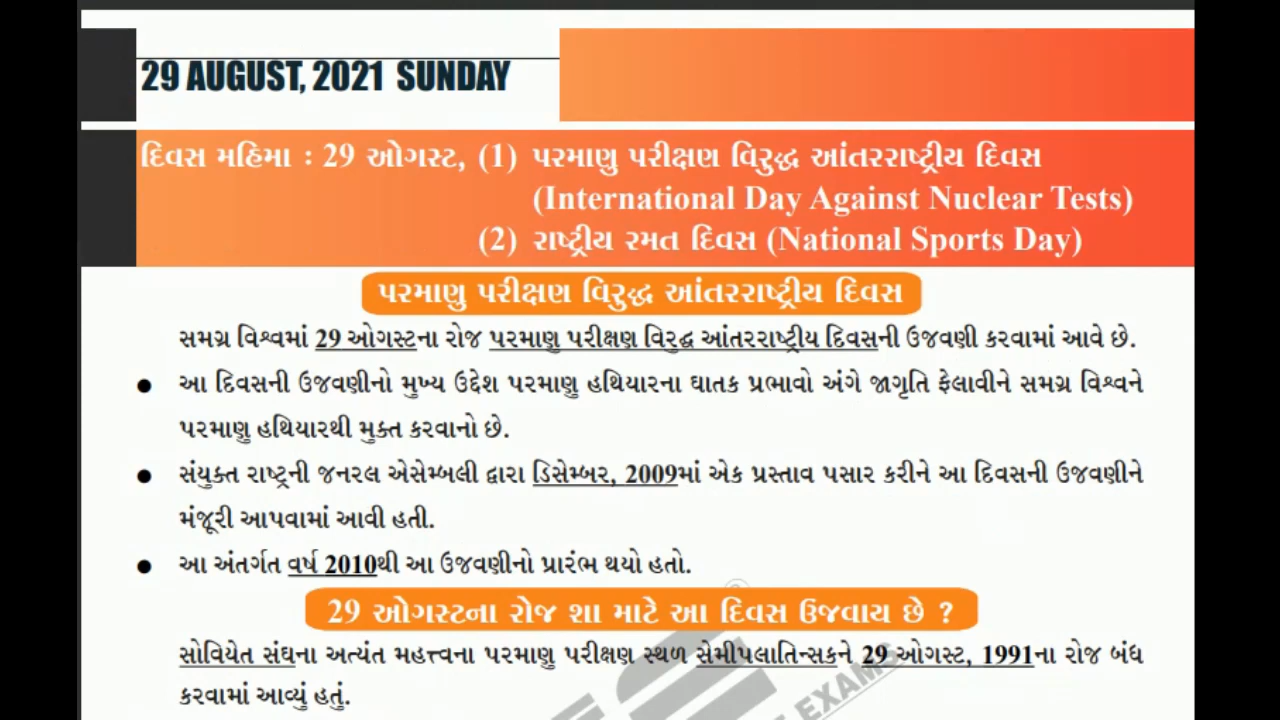 29 AUGUST, 2021 SUNDAY
દિવસ મહિમા : 29 ઓગસ્ટ, (1) પરમાણુ પરીક્ષણ વિરુદ્ધ આંતરરાષ્ટ્રીય દિવસ
(International Day Against Nuclear Tests)
(2) રાષ્ટ્રીય રમત દિવસ (National Sports Day)
પરમાણુ પરીક્ષણ વિરુદ્ધ આંતરરાષ્ટ્રીય દિવસ
સમગ્ર વિશ્વમાં 29 ઓગસ્ટના રોજ પરમાણુ પરીક્ષણ વિરુદ્ધ આંતરરાષ્ટ્રીય દિવસની ઉજવણી કરવામાં આવે છે.
● આ દિવસની ઉજવણીનો મુખ્ય ઉદ્દેશ પરમાણુ હથિયારના ઘાતક પ્રભાવો અંગે જાગૃતિ ફેલાવીને સમગ્ર વિશ્વને
પરમાણુ હથિયારથી મુક્ત કરવાનો છે.
● સંયુક્ત રાષ્ટ્રની જનરલ એસેમ્બલી દ્વારા ડિસેમ્બર, 2009માં એક પ્રસ્તાવ પસાર કરીને આ દિવસની ઉજવણીને
મંજૂરી આપવામાં આવી હતી.
● આ અંતર્ગત વર્ષ 2010થી આ ઉજવણીનો પ્રારંભ થયો હતો.
29 ઓગસ્ટના રોજ શા માટે આ દિવસ ઉજવાય છે ?
સોવિયેત સંઘના અત્યંત મહત્ત્વના પરમાણુ પરીક્ષણ સ્થળ સેમીપલાતિન્સકને 29 ઓગસ્ટ, 1991ના રોજ બંધ
કરવામાં આવ્યું હતું.
EXAMS